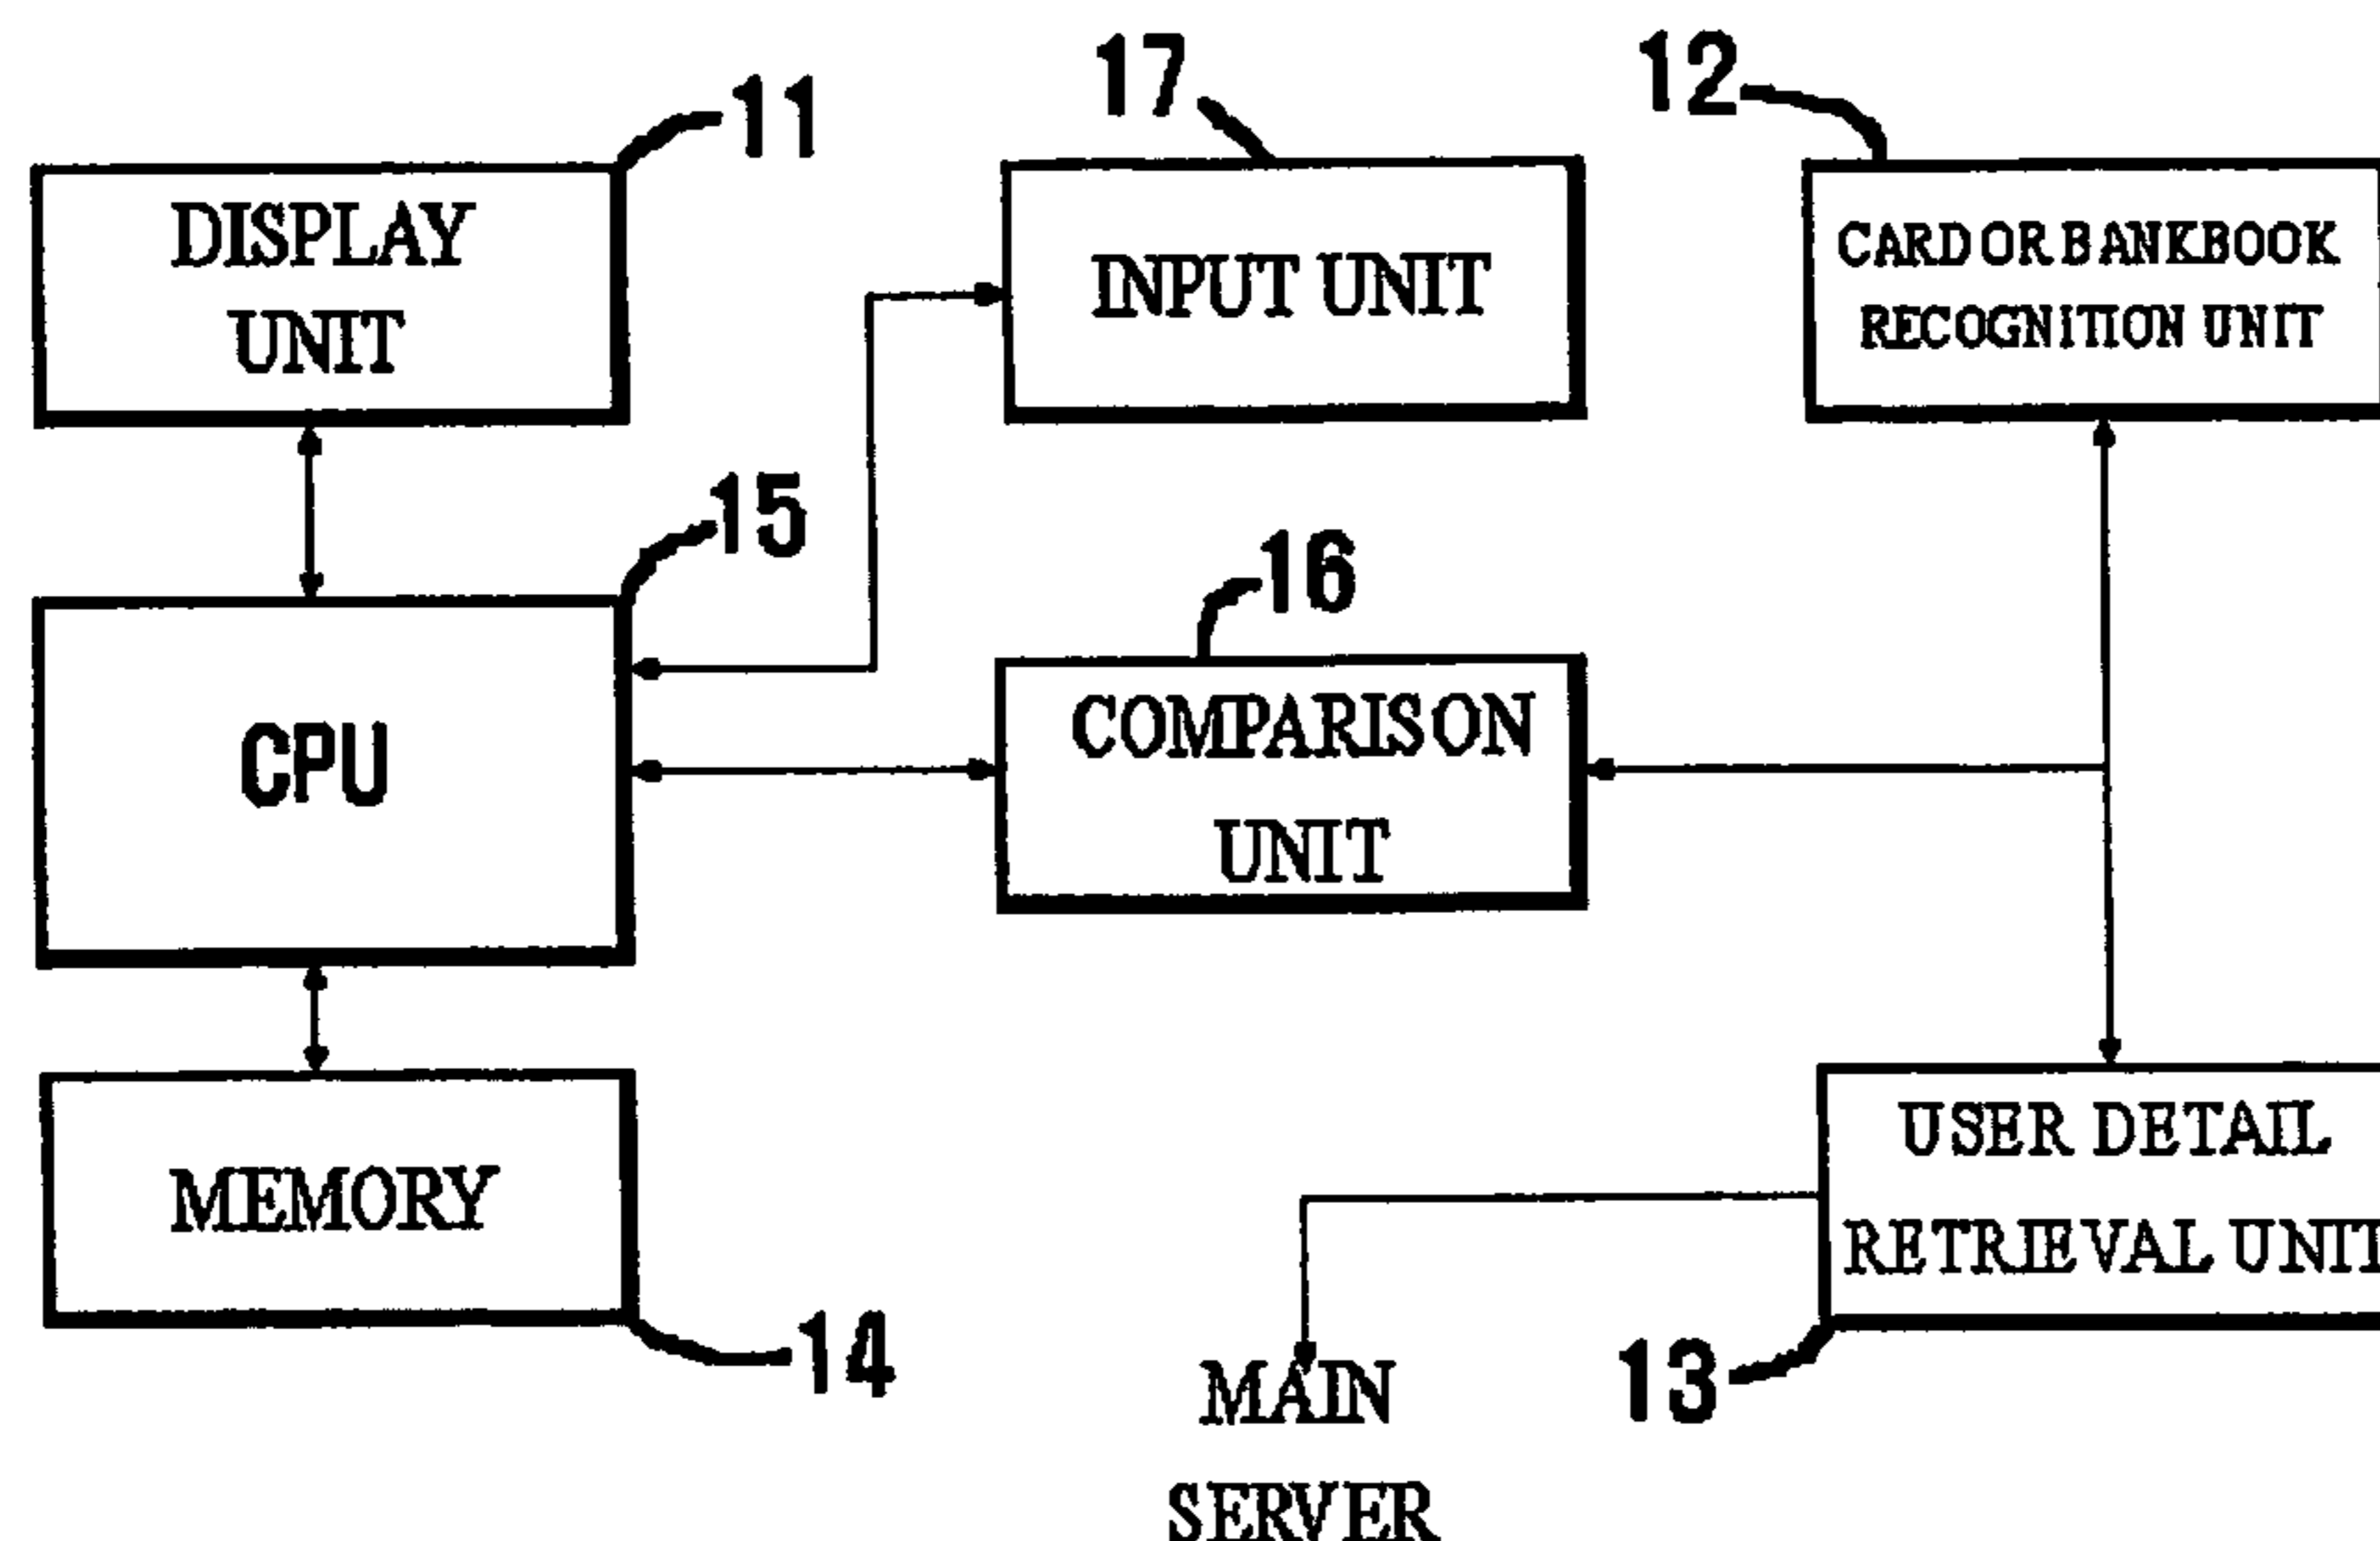 11
17
12
DISPLAY
UNIT
INPUT UNIT
CARD OR BANKBOOK
RECOGNITION UNIT
15
16
CPU
COMPARISON
UNIT
MEMORY
14
USER DETAIL
RETRIEVAL UNIT
13
MAIN
SERVER